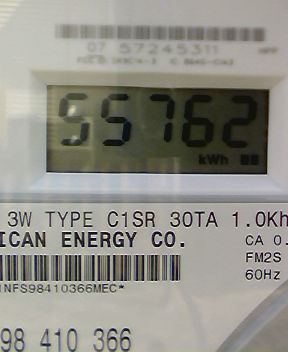 07 57245311
55762
kWh
3W TYPE C1SR 30TA 1.0Kh
ICAN ENERGY CO.
CA 0.
FM2S
60Hz
NFS98410366MEC*
98 410 366